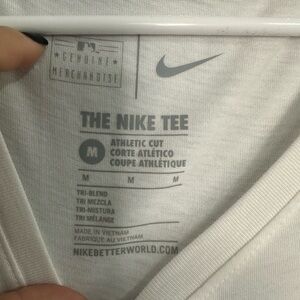 GENUINE
MERCHANDISE
THE NIKE TEE
M
ATHLETIC CUT
CORTE ATLÉTICO
COUPE ATHLÉTIQUE
M M M
TRI-BLEND
TRI MEZCLA
TRI-MISTURA
TRI MÉLANGE
MADE IN VIETNAM
FABRIQUÉ AU VIETNAM
NIKEBETTERWORLD.COM